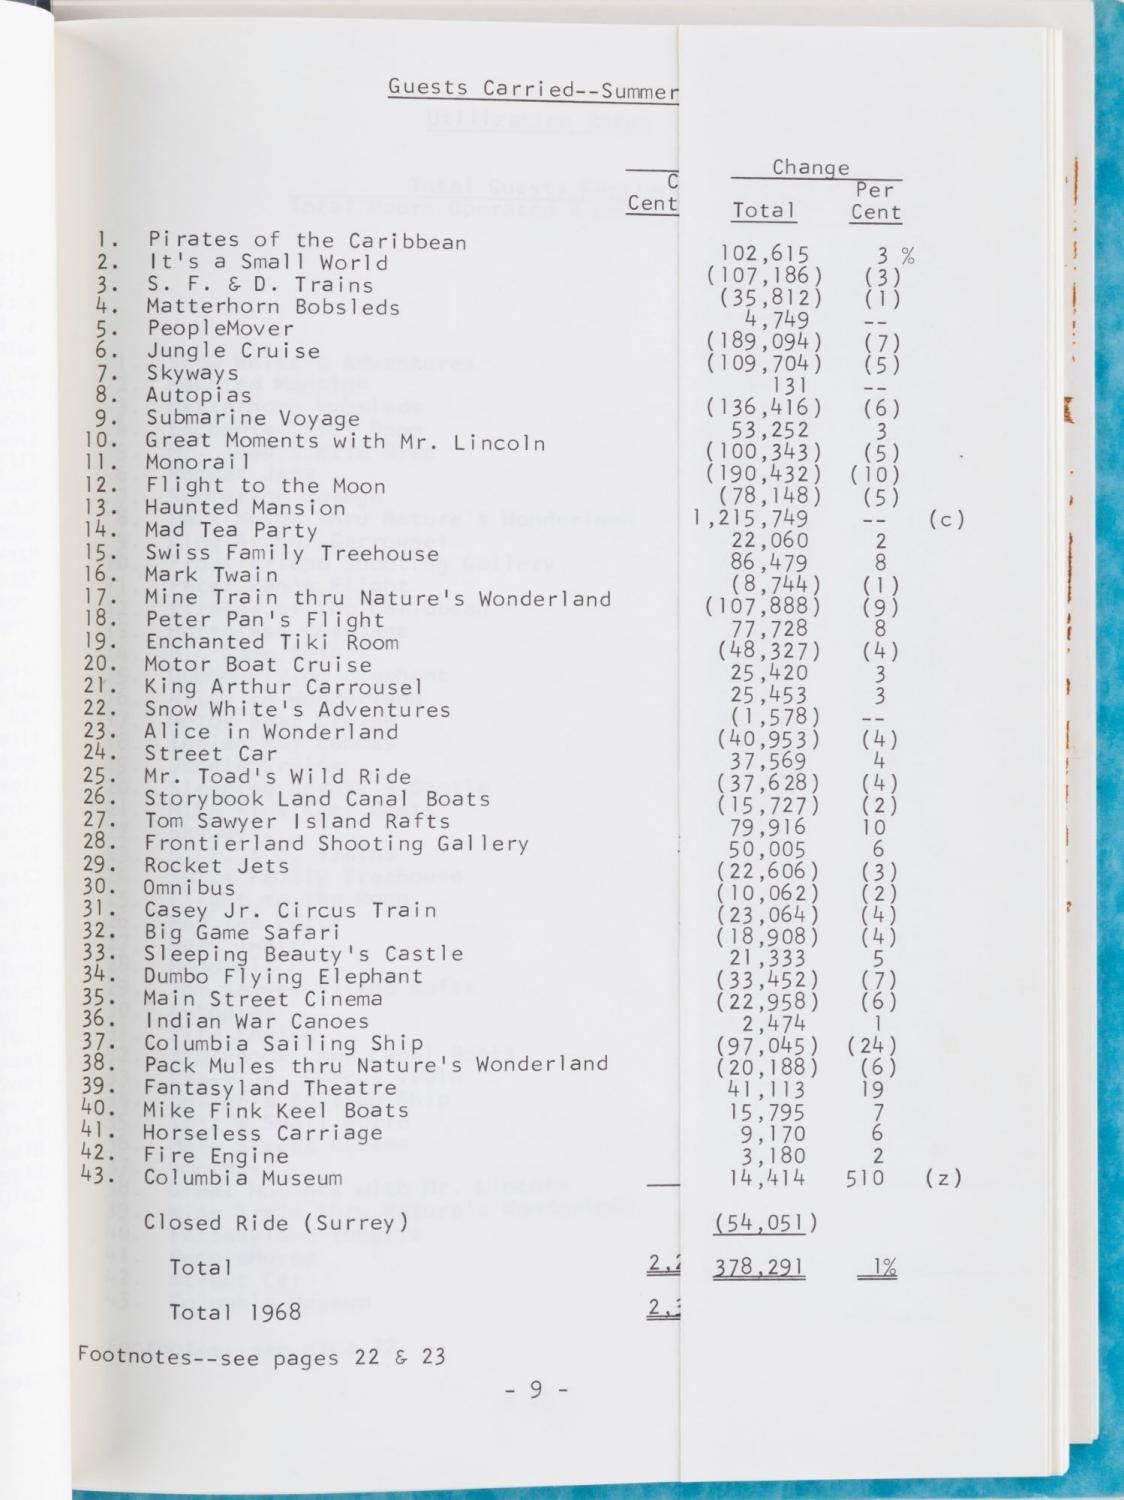 Guests Carried--Summer
Change
C
Per
Cent Total Cent
1. Pirates of the Caribbean 102,615 3 %
2. It's a Small World (107,186) (3)
3. S. F. & D. Trains (35,812) (1)
4. Matterhorn Bobsleds 4,749 --
5. PeopleMover (189,094) (7)
6. Jungle Cruise (109,704) (5)
7. Skyways 131 --
8. Autopias (136,416) (6)
9. Submarine Voyage 53,252 3
10. Great Moments with Mr. Lincoln (100,343) (5)
11. Monorail (190,432) (10)
12. Flight to the Moon (78,148) (5)
13. Haunted Mansion 1,215,749 -- (c)
14. Mad Tea Party 22,060 2
15. Swiss Family Treehouse 86,479 8
16. Mark Twain (8,744) (1)
17. Mine Train thru Nature's Wonderland (107,888) (9)
18. Peter Pan's Flight 77,728 8
19. Enchanted Tiki Room (48,327) (4)
20. Motor Boat Cruise 25,420 3
21. King Arthur Carrousel 25,453 3
22. Snow White's Adventures (1,578) --
23. Alice in Wonderland (40,953) (4)
24. Street Car 37,569 4
25. Mr. Toad's Wild Ride (37,628) (4)
26. Storybook Land Canal Boats (15,727) (2)
27. Tom Sawyer Island Rafts 79,916 10
28. Frontierland Shooting Gallery 50,005 6
29. Rocket Jets (22,606) (3)
30. Omnibus (10,062) (2)
31. Casey Jr. Circus Train (23,064) (4)
32. Big Game Safari (18,908) (4)
33. Sleeping Beauty's Castle 21,333 5
34. Dumbo Flying Elephant (33,452) (7)
35. Main Street Cinema (22,958) (6)
36. Indian War Canoes 2,474 1
37. Columbia Sailing Ship (97,045) (24)
38. Pack Mules thru Nature's Wonderland (20,188) (6)
39. Fantasyland Theatre 41,113 19
40. Mike Fink Keel Boats 15,795 7
41. Horseless Carriage 9,170 6
42. Fire Engine 3,180 2
43. Columbia Museum 14,414 510 (z)
Closed Ride (Surrey) (54,051)
Total 2,2 378,291 1%
Total 1968 2,3
Footnotes--see pages 22 & 23
- 9 -